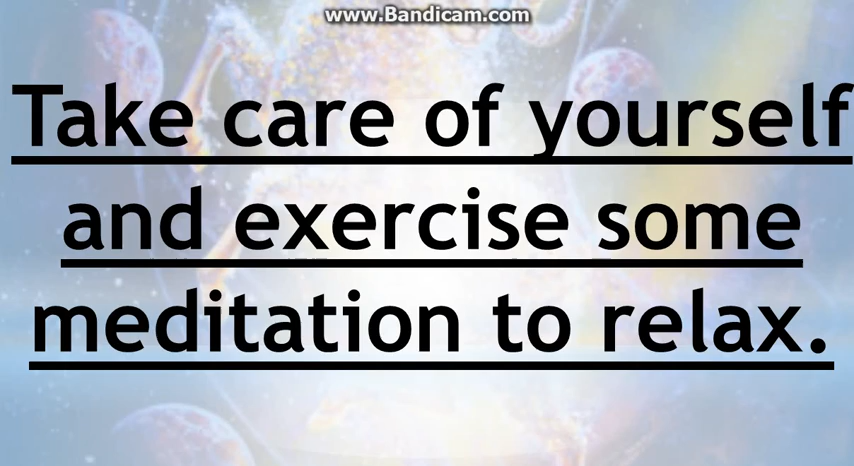 www.Bandicam.com
Take care of yourself
and exercise some
meditation to relax.